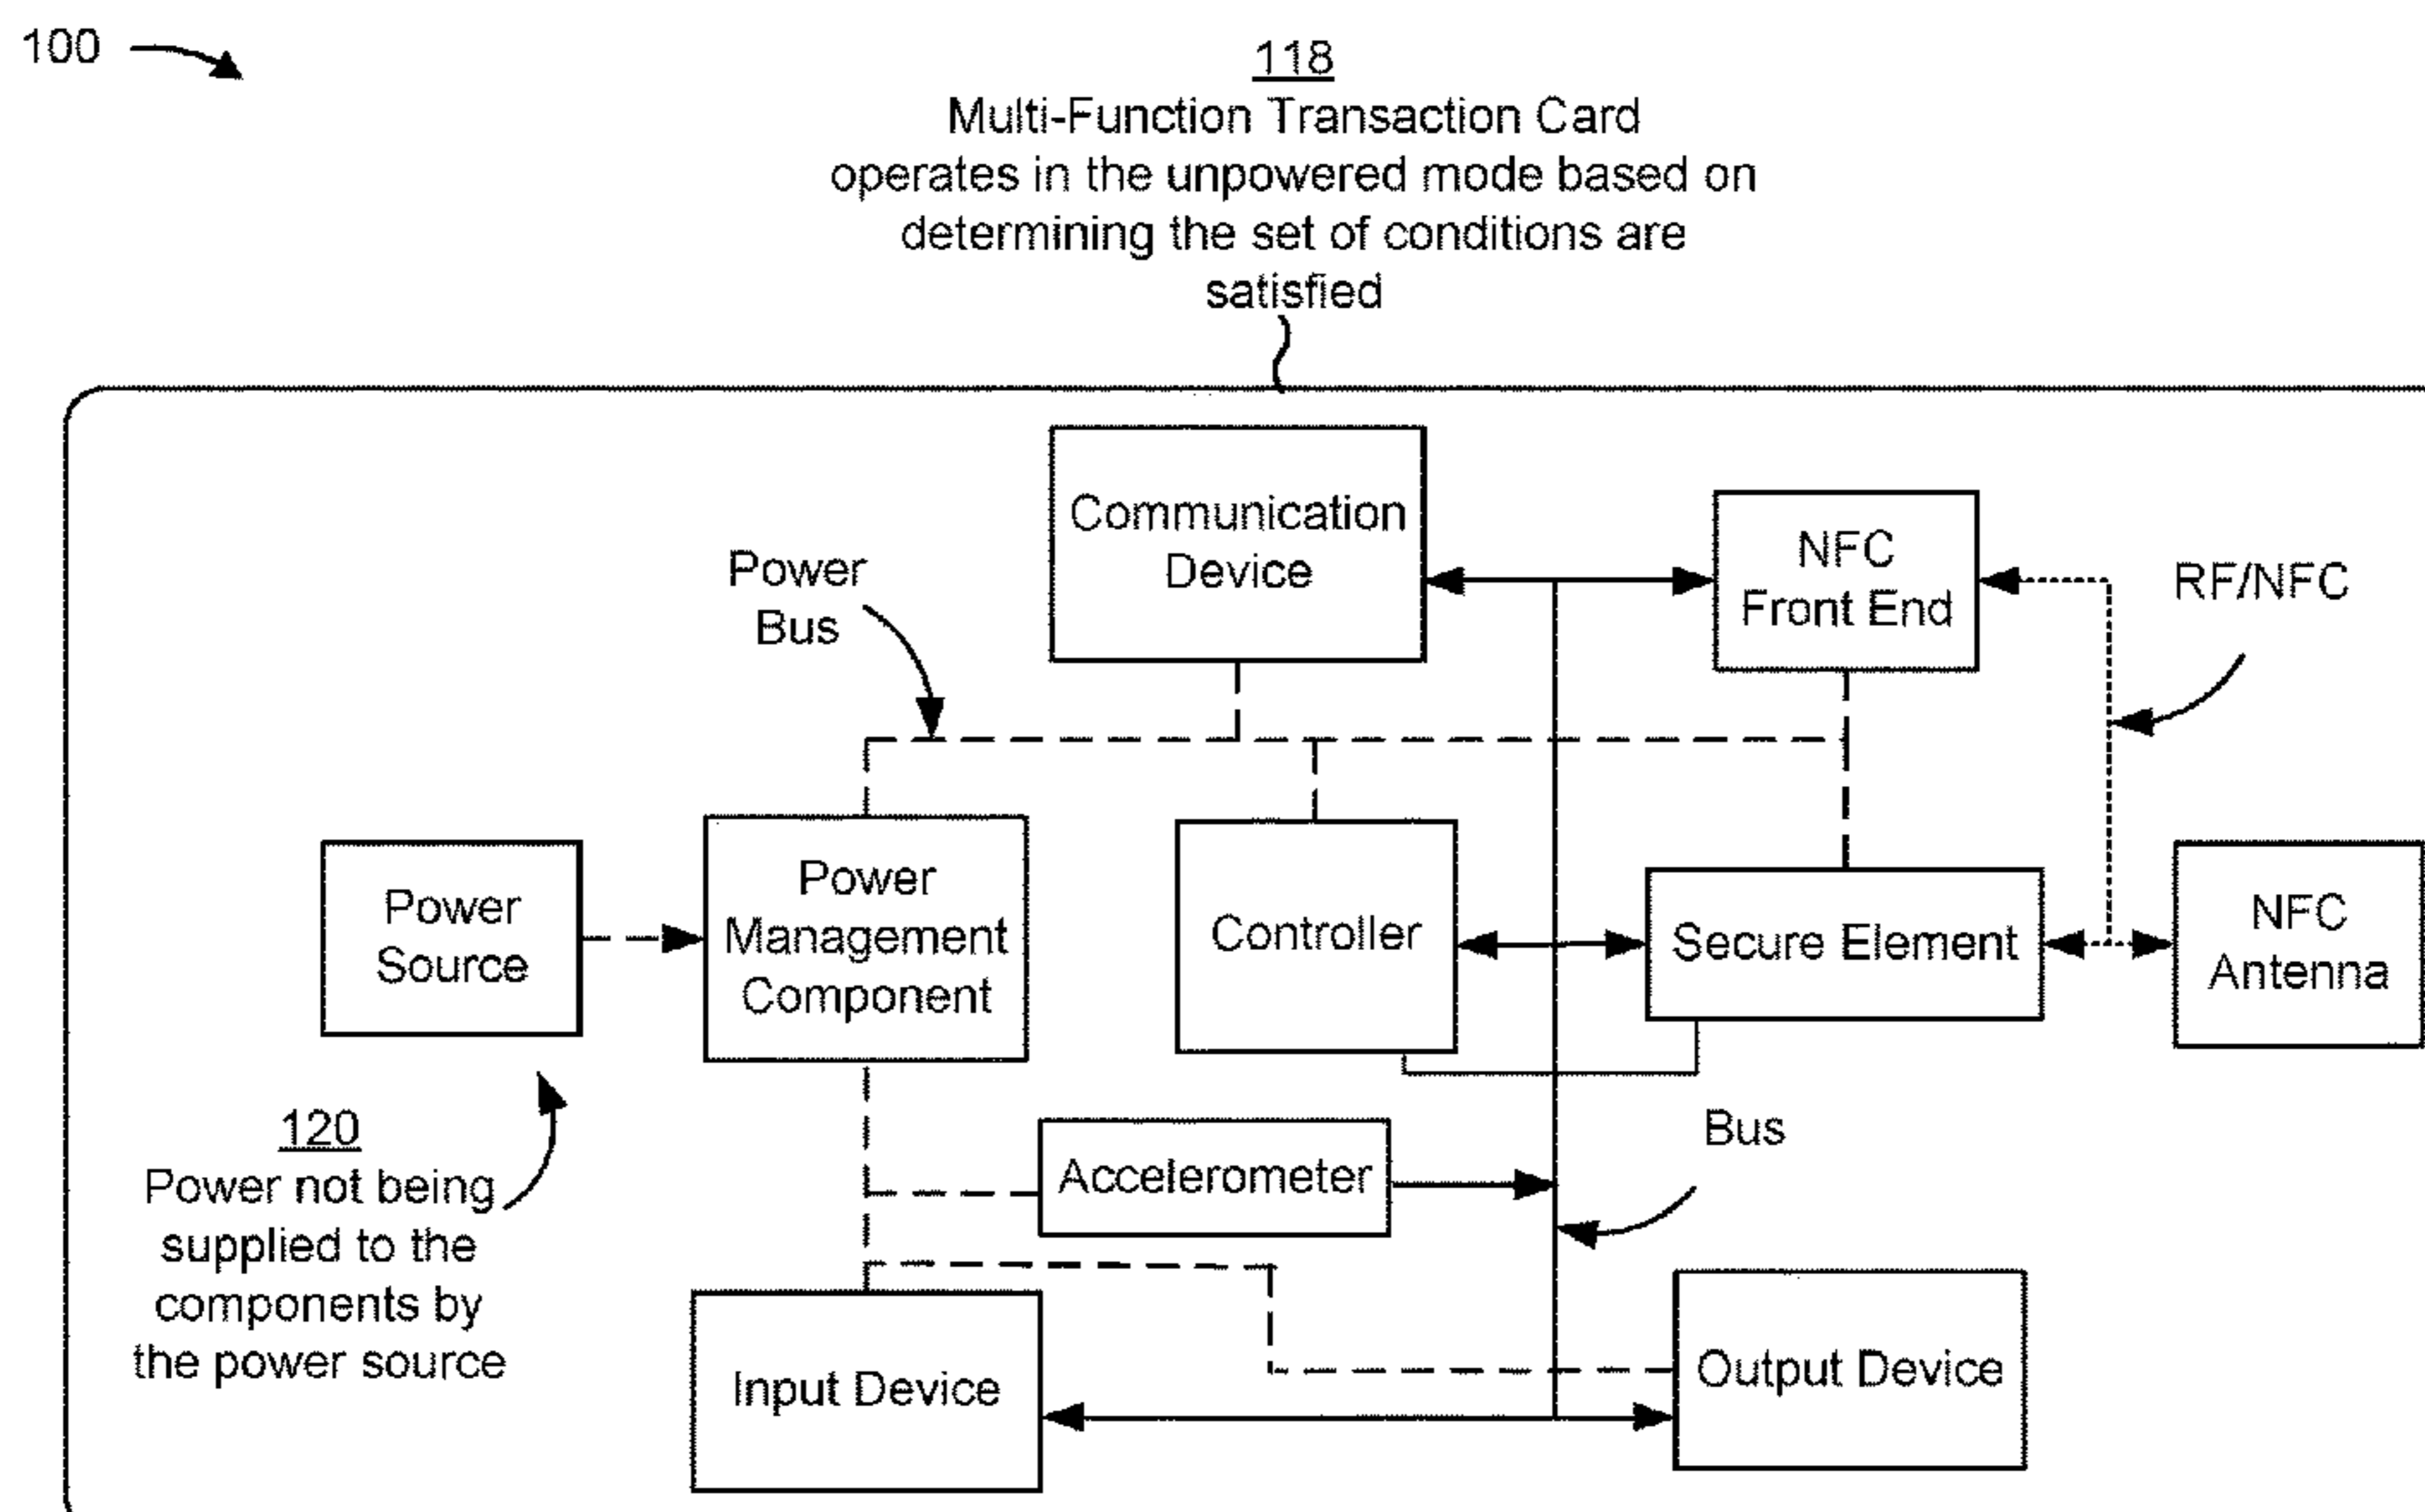 100
118
Multi-Function Transaction Card
operates in the unpowered mode based on
determining the set of conditions are
satisfied
Communication
Device
NFC
Front End
RF/NFC
Power
Bus
Power
Source
Power
Management
Component
Controller
Secure Element
NFC
Antenna
120
Power not being
supplied to the
components by
the power source
Accelerometer
Bus
Input Device
Output Device